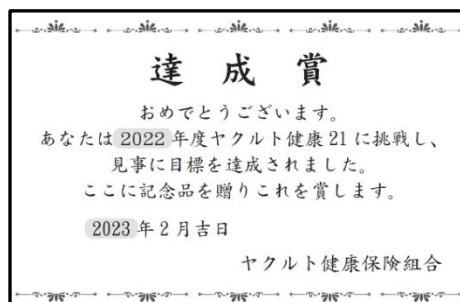 達成賞
おめでとうございます。
あなたは2022年度ヤクルト健康21に挑戦し、
見事に目標を達成されました。
ここに記念品を贈りこれを賞します。
2023年2月吉日
ヤクルト健康保険組合